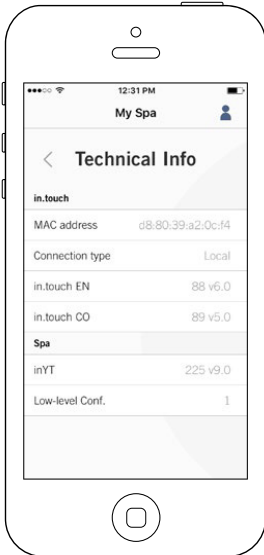 12:31 PM
My Spa
Technical Info
in.touch
MAC address d8:80:39:a2:0c:f4
Connection type Local
in.touch EN 88 v6.0
in.touch CO 89 v5.0
Spa
inYT 225 v9.0
Low-level Conf. 1